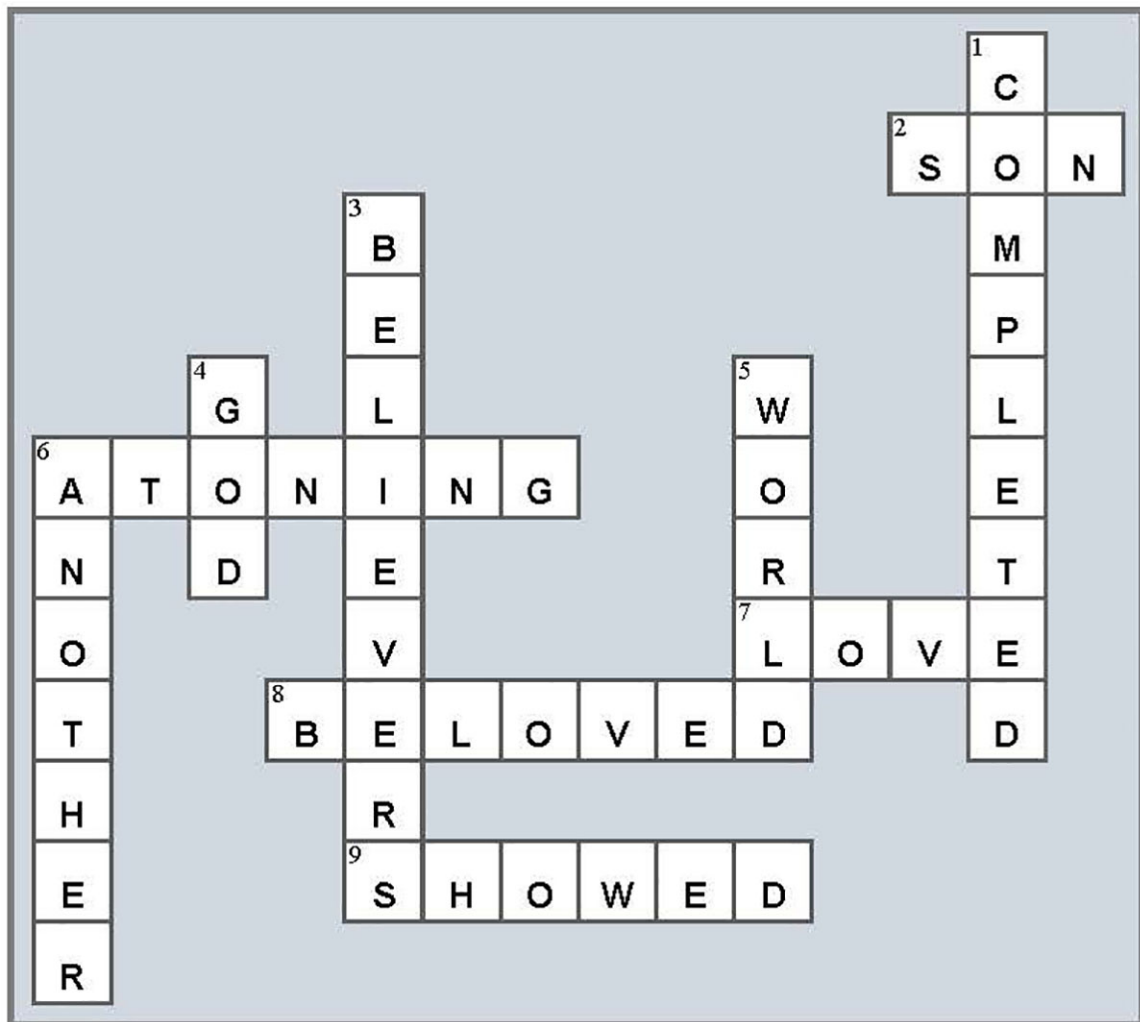 1
C
2
S O N
3
B M
E P
4 5
G L W L
6
A T O N I N G O E
N D E R T
7
O V L O V E
8
T B E L O V E D D
H R
9
E S H O W E D
R